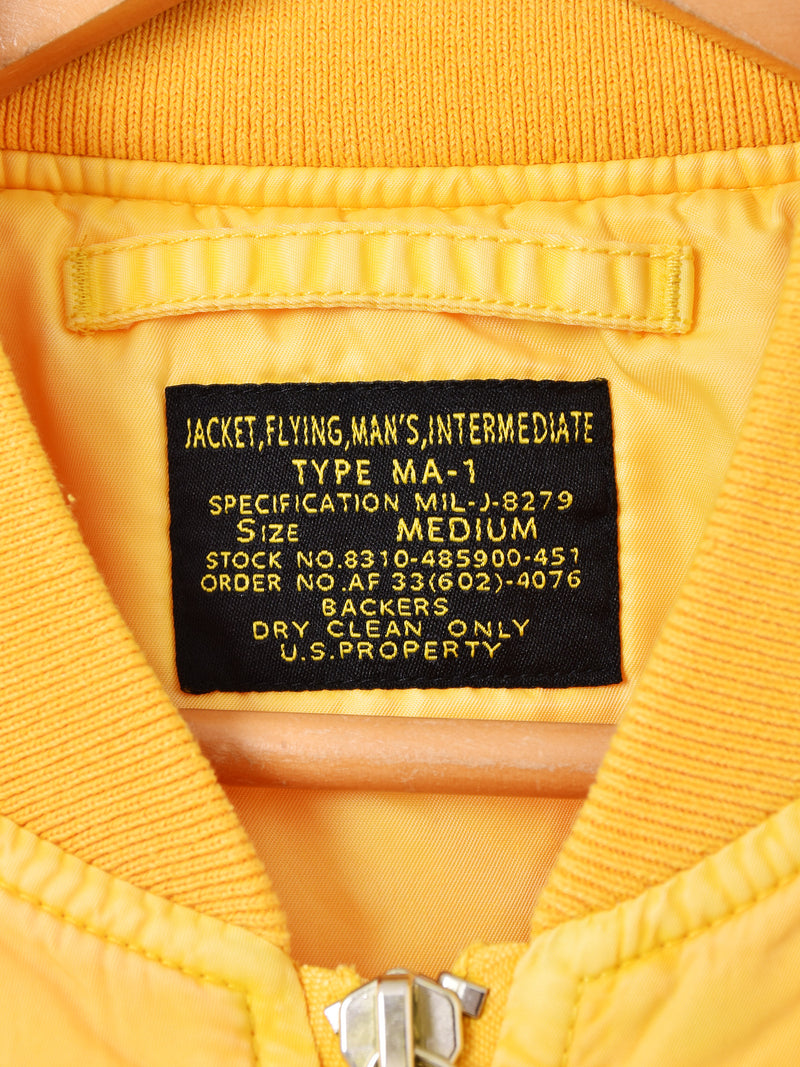 JACKET,FLYING,MAN'S,INTERMEDIATE
TYPE MA-1
SPECIFICATION MIL-J-8279
SIZE MEDIUM
STOCK NO.8310-485900-451
ORDER NO.AF 33(602)-4076
BACKERS
DRY CLEAN ONLY
U.S.PROPERTY